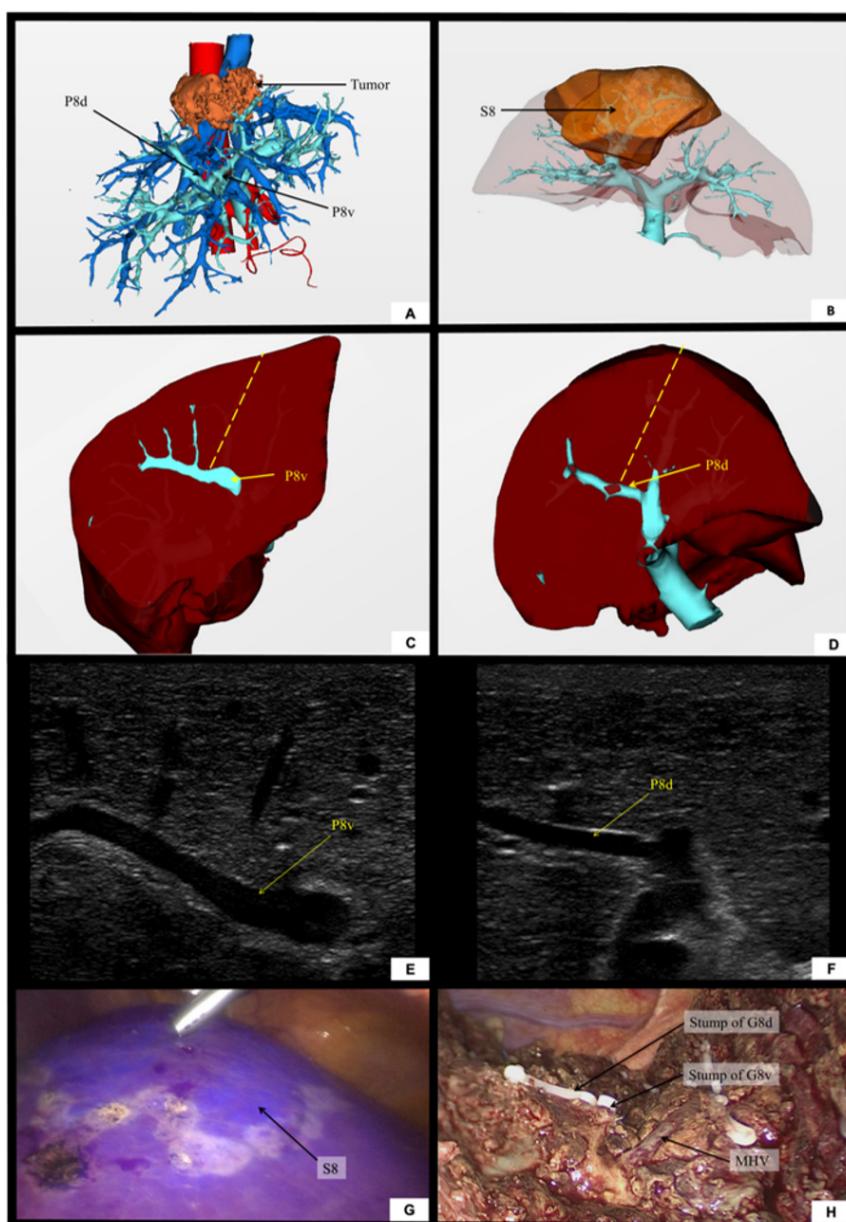 Tumor
P8d
P8v
A
S8
B
P8v
C
P8d
D
P8v
E
P8d
F
S8
G
Stump of G8d
Stump of G8v
MHV
H